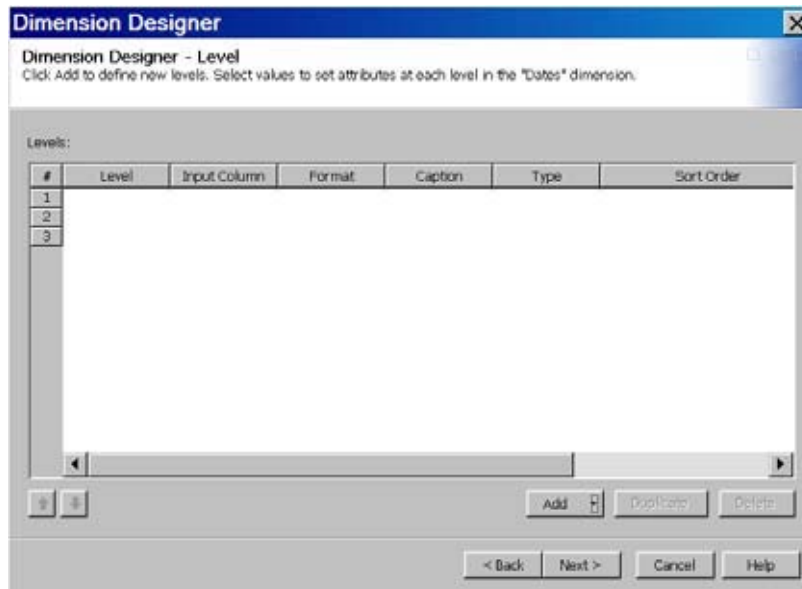 Dimension Designer
Dimension Designer - Level
Click Add to define new levels. Select values to set attributes at each level in the "Dates" dimension.
Levels:
# Level Input Column Format Caption Type Sort Order
1
2
3
Add Duplicate Delete
< Back Next > Cancel Help